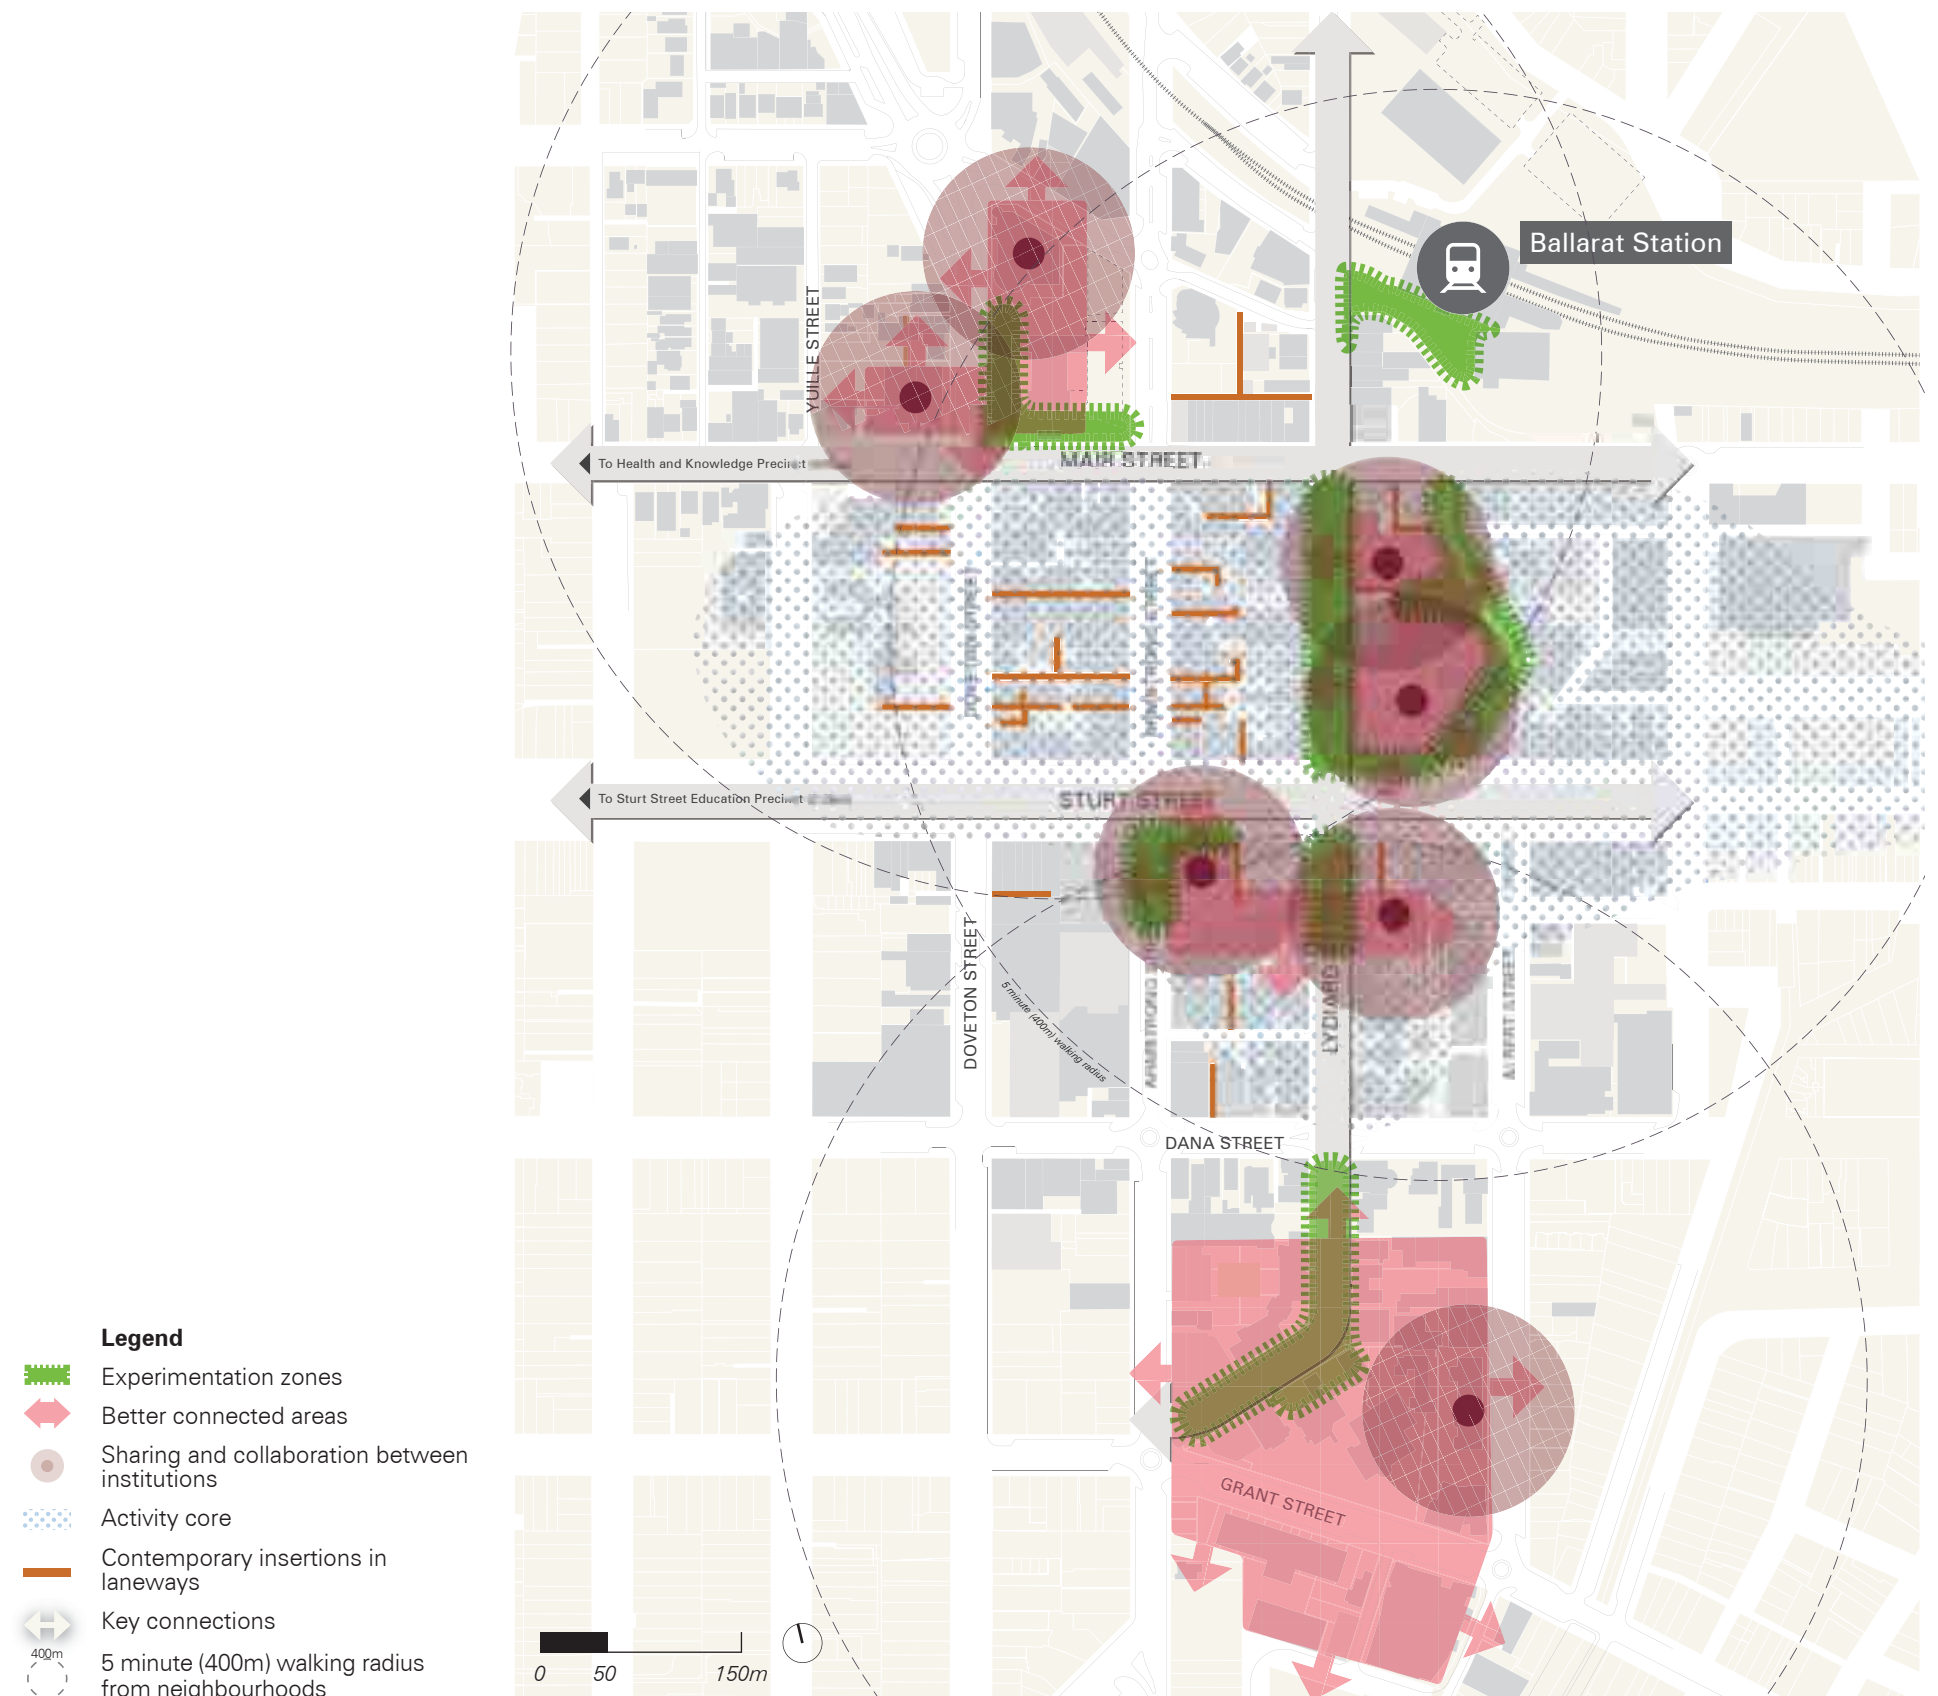 Ballarat Station
YUILLE STREET
To Health and Knowledge Precinct
STREET
To Sturt Street Education Precinct
STURT STREET
DOVETON STREET
5 minute (400m) walking radius
ARMSTRONG
LYDIARD
DANA STREET
GRANT STREET
Legend
Experimentation zones
Better connected areas
Sharing and collaboration between
institutions
Activity core
Contemporary insertions in
laneways
Key connections
400m
5 minute (400m) walking radius
from neighbourhoods
0 50 150m